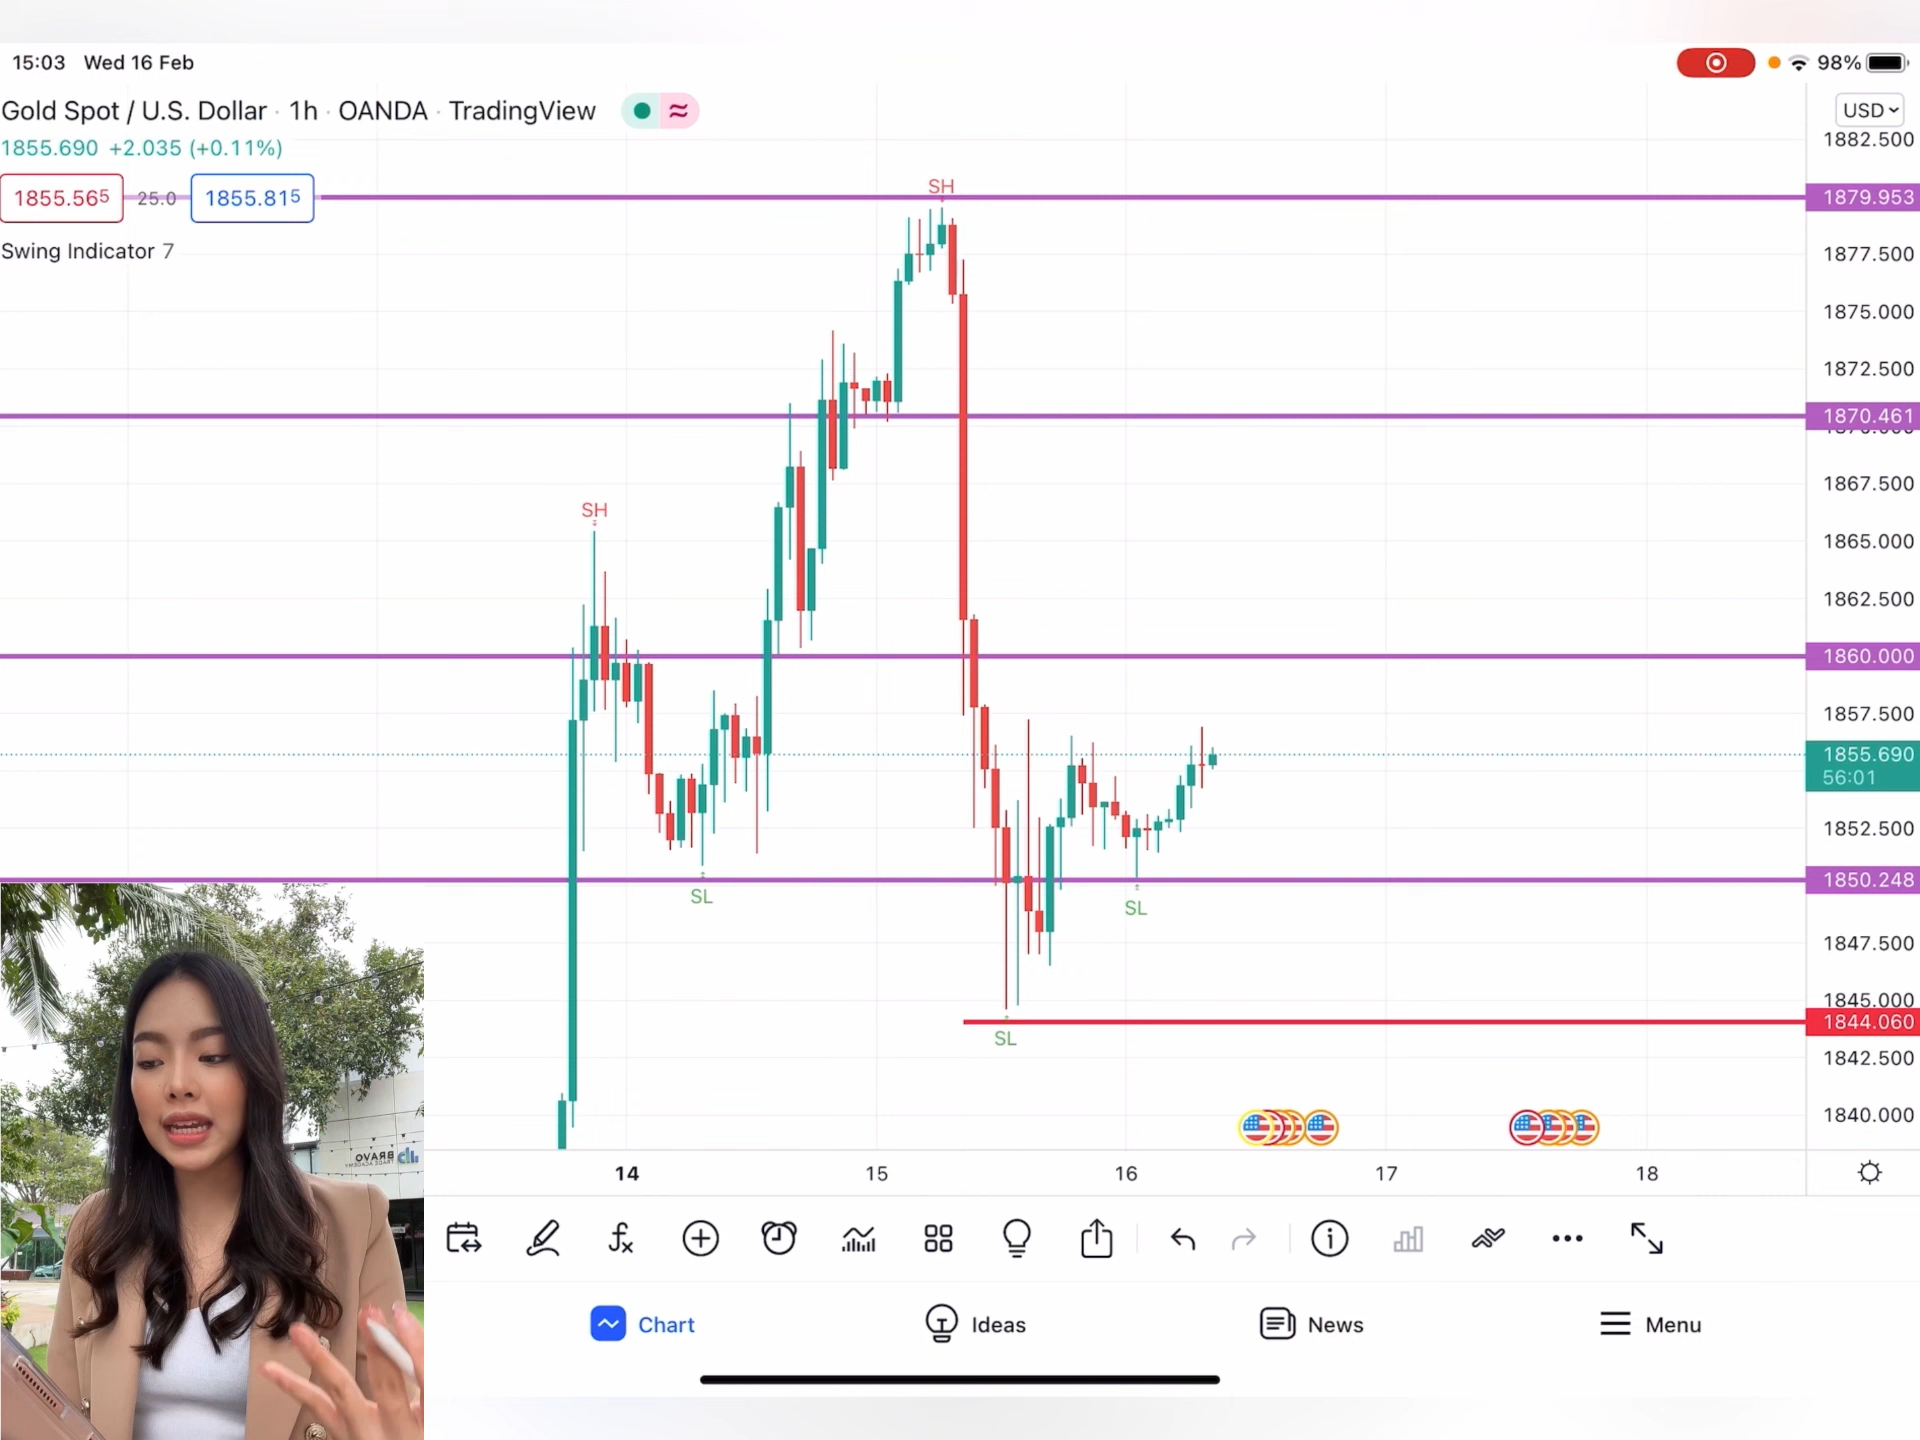 15:03 Wed 16 Feb
98%
Gold Spot / U.S. Dollar · 1h · OANDA · TradingView
USD
1855.690 +2.035 (+0.11%)
1855.565 25.0 1855.815
Swing Indicator 7
1882.500
1879.953
1877.500
1875.000
1872.500
1870.461
1867.500
1865.000
1862.500
1860.000
1857.500
1855.690
56:01
1852.500
1850.248
1847.500
1845.000
1844.060
1842.500
1840.000
SH
SH
SL
SL
SL
BRAVO
TRADE ACADEMY
14 15 16 17 18
Chart Ideas News Menu